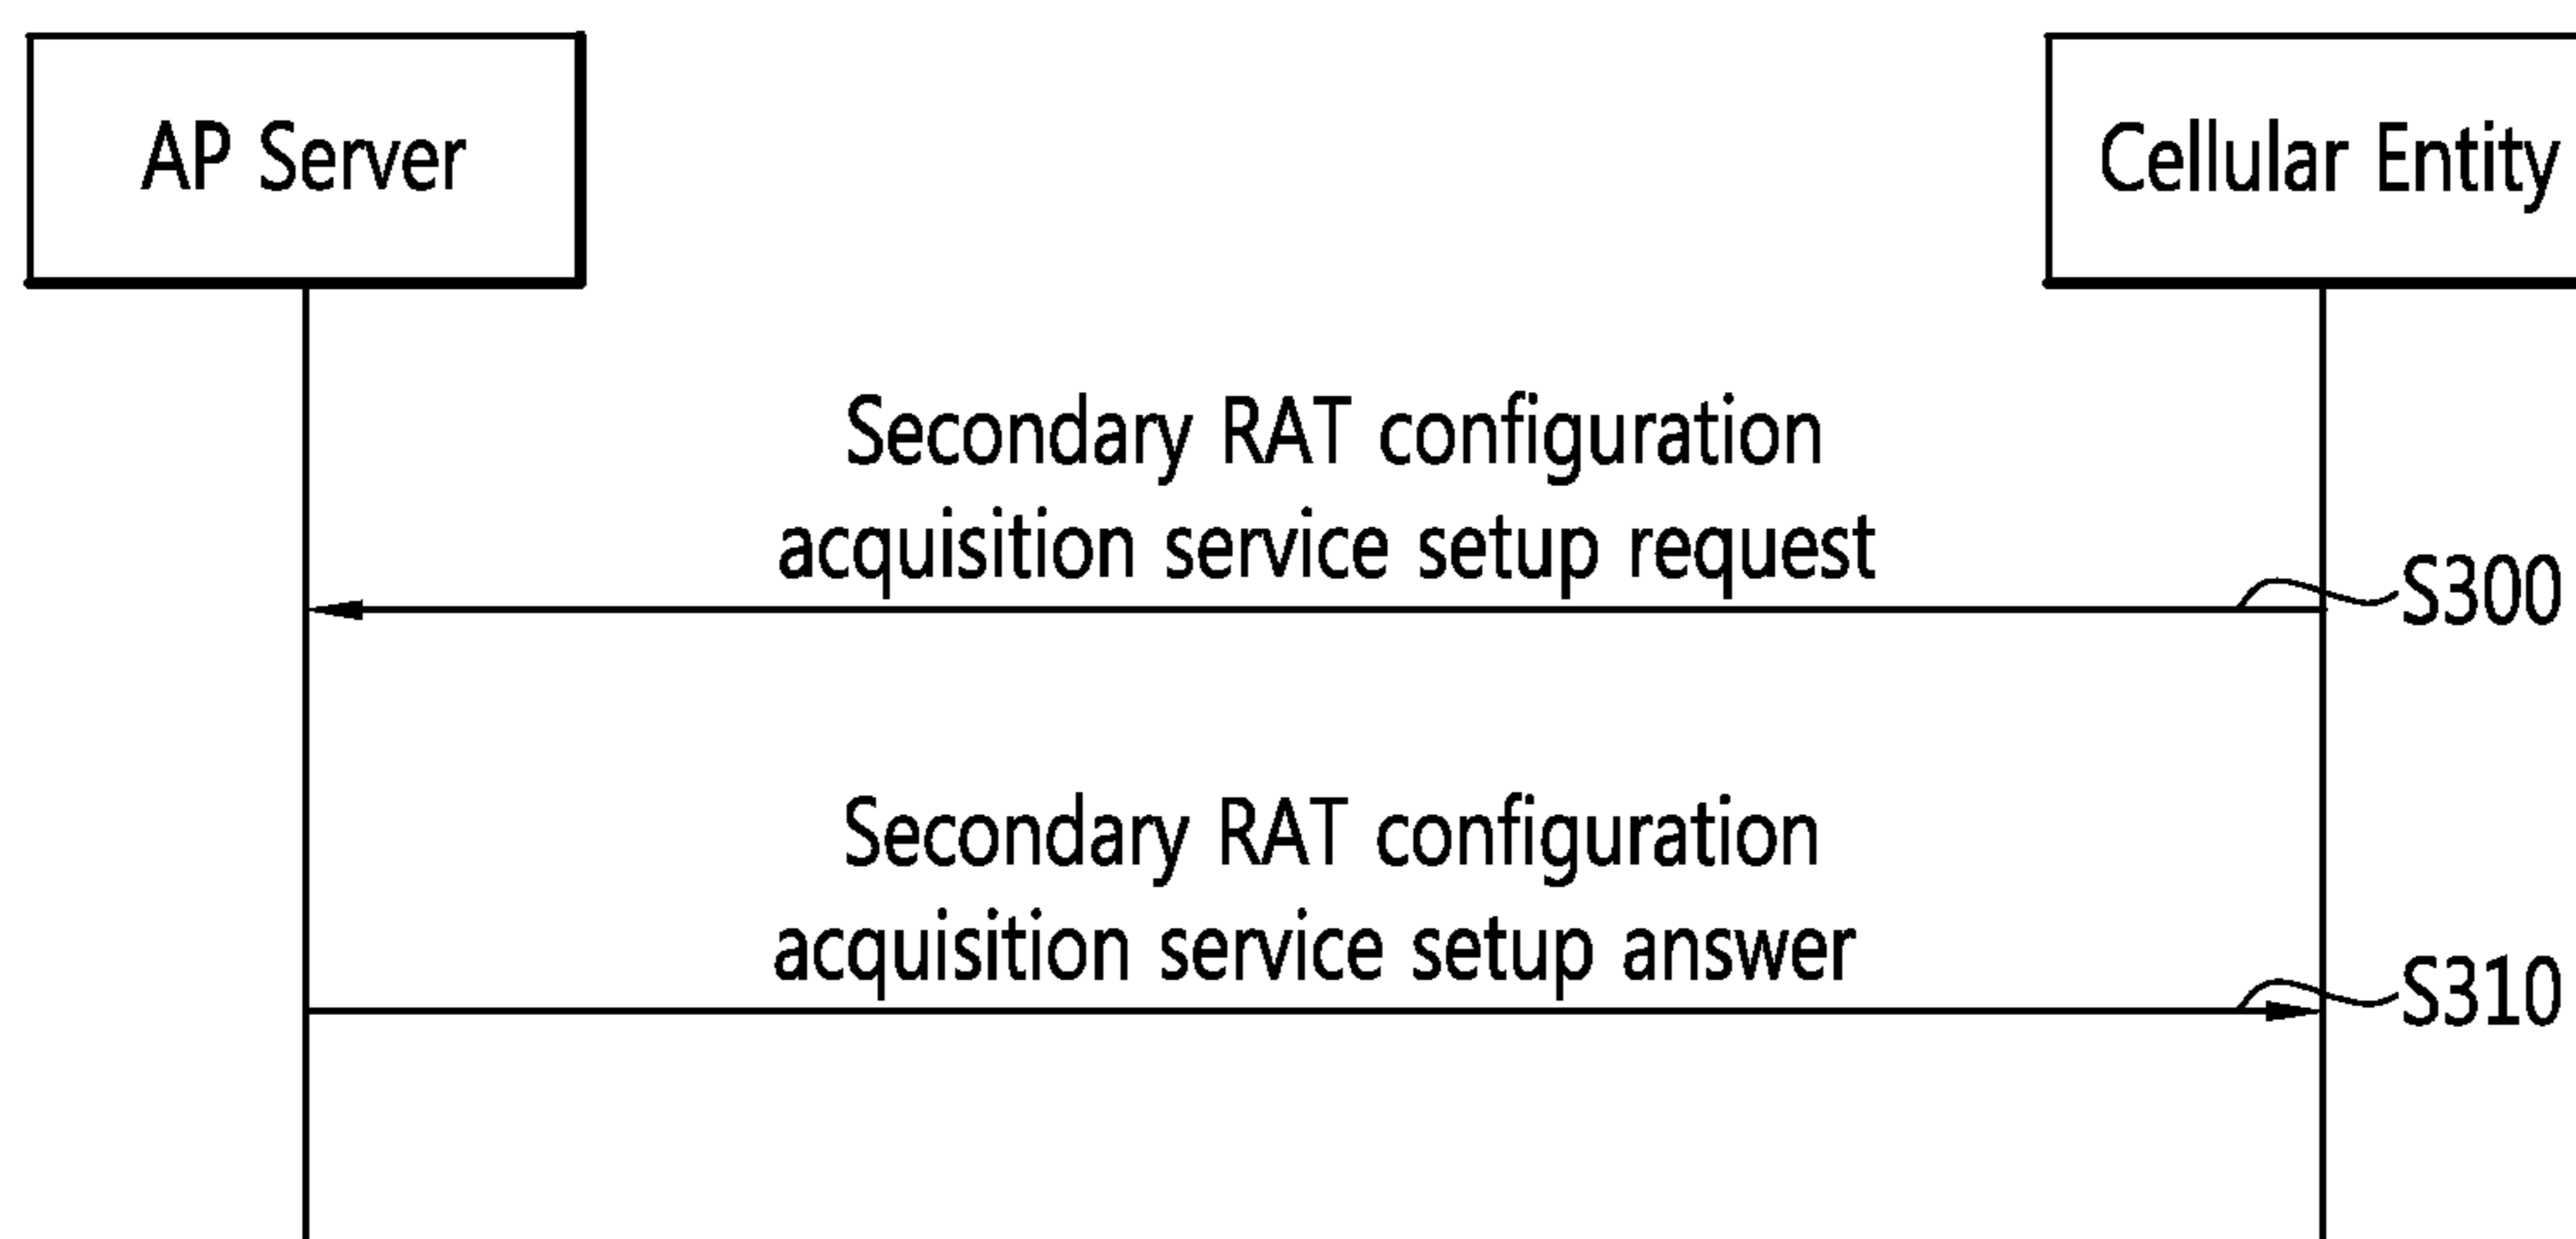 AP Server
Cellular Entity
Secondary RAT configuration
acquisition service setup request
S300
Secondary RAT configuration
acquisition service setup answer
S310